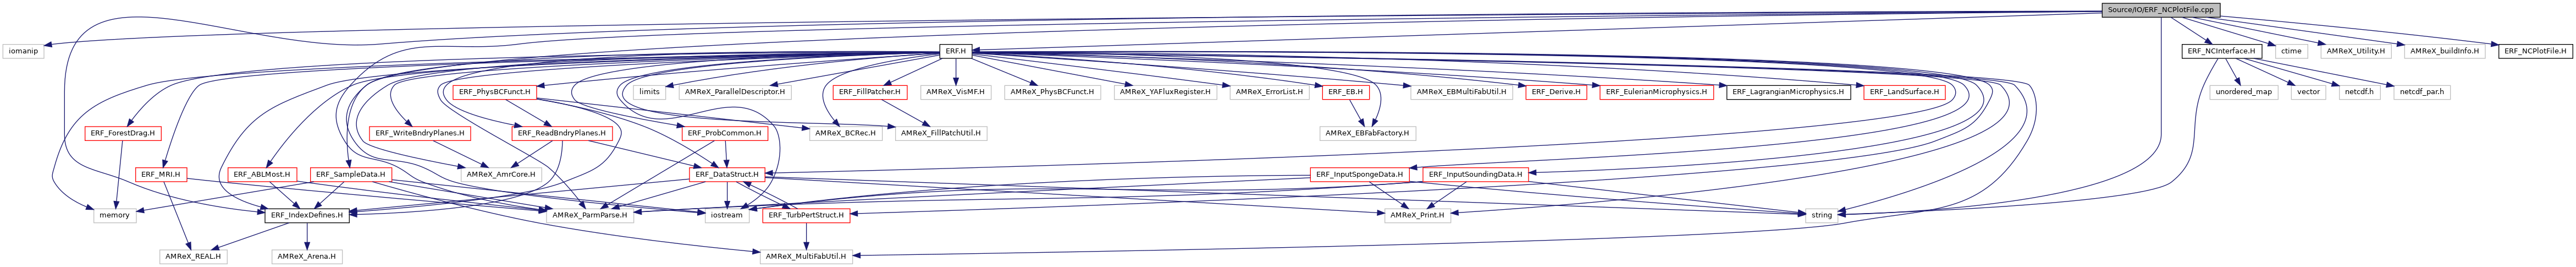 Source/IO/ERF_NCPlotFile.cpp
iomanip
ERF.H
ERF_NCInterface.H
ctime
AMReX_Utility.H
AMReX_buildInfo.H
ERF_NCPlotFile.H
ERF_PhysBCFunct.H
limits
AMReX_ParallelDescriptor.H
ERF_FillPatcher.H
AMReX_VisMF.H
AMReX_PhysBCFunct.H
AMReX_YAFluxRegister.H
AMReX_ErrorList.H
ERF_EB.H
AMReX_EBMultiFabUtil.H
ERF_Derive.H
ERF_EulerianMicrophysics.H
ERF_LagrangianMicrophysics.H
ERF_LandSurface.H
unordered_map
vector
netcdf.h
netcdf_par.h
ERF_ForestDrag.H
ERF_WriteBndryPlanes.H
ERF_ReadBndryPlanes.H
ERF_ProbCommon.H
AMReX_BCRec.H
AMReX_FillPatchUtil.H
AMReX_EBFabFactory.H
ERF_MRI.H
ERF_ABLMost.H
ERF_SampleData.H
AMReX_AmrCore.H
ERF_DataStruct.H
ERF_InputSpongeData.H
ERF_InputSoundingData.H
memory
ERF_IndexDefines.H
AMReX_ParmParse.H
iostream
ERF_TurbPertStruct.H
AMReX_Print.H
string
AMReX_REAL.H
AMReX_Arena.H
AMReX_MultiFabUtil.H